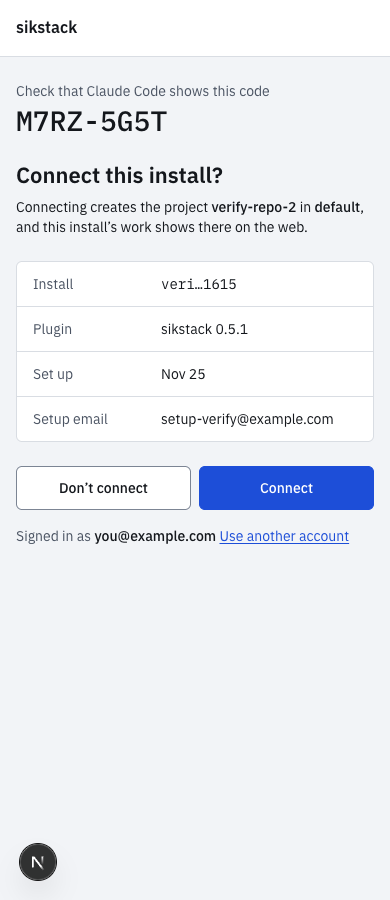 sikstack
Check that Claude Code shows this code
M7RZ-5G5T
Connect this install?
Connecting creates the project verify-repo-2 in default,
and this install’s work shows there on the web.
Install veri…1615
Plugin sikstack 0.5.1
Set up Nov 25
Setup email setup-verify@example.com
Don’t connect Connect
Signed in as you@example.com Use another account
N